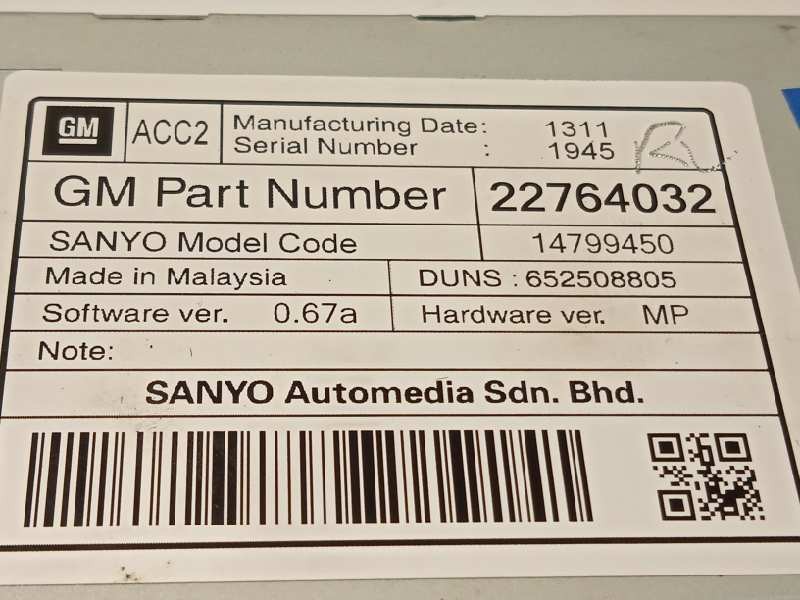 GM ACC2 Manufacturing Date: 1311
Serial Number : 1945
GM Part Number 22764032
SANYO Model Code 14799450
Made in Malaysia DUNS : 652508805
Software ver. 0.67a Hardware ver. MP
Note:
SANYO Automedia Sdn. Bhd.